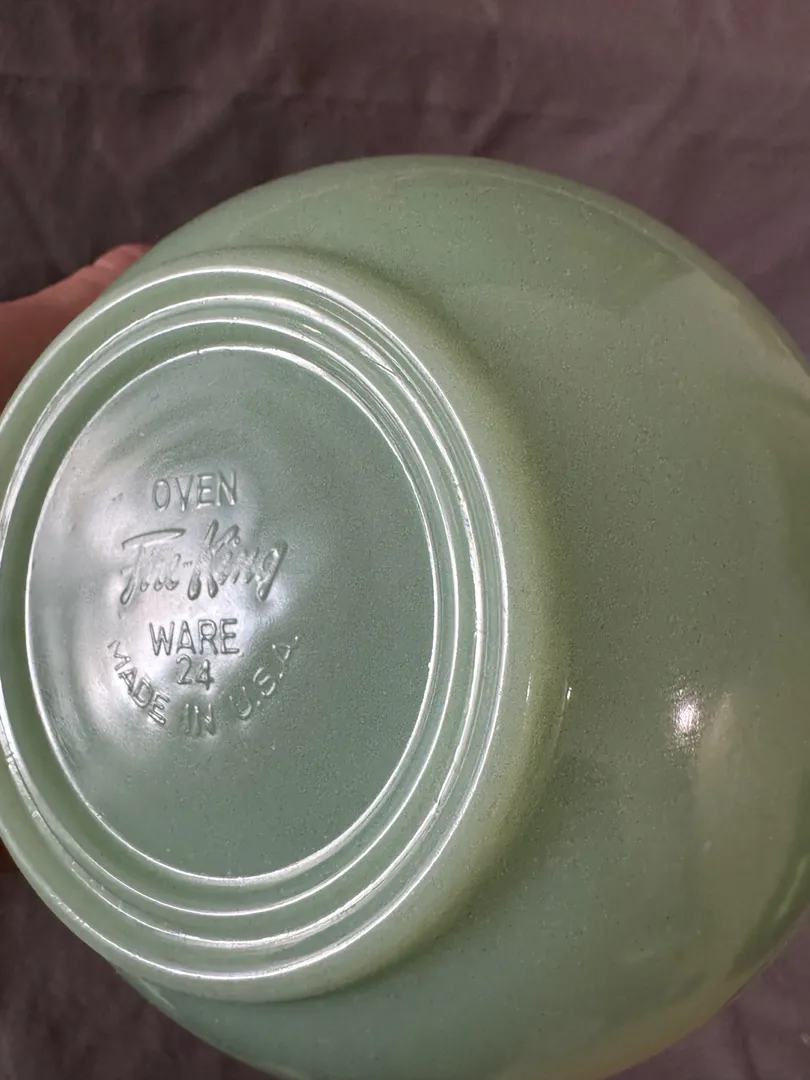 OVEN
Fire-King
WARE
24
MADE IN U.S.A.